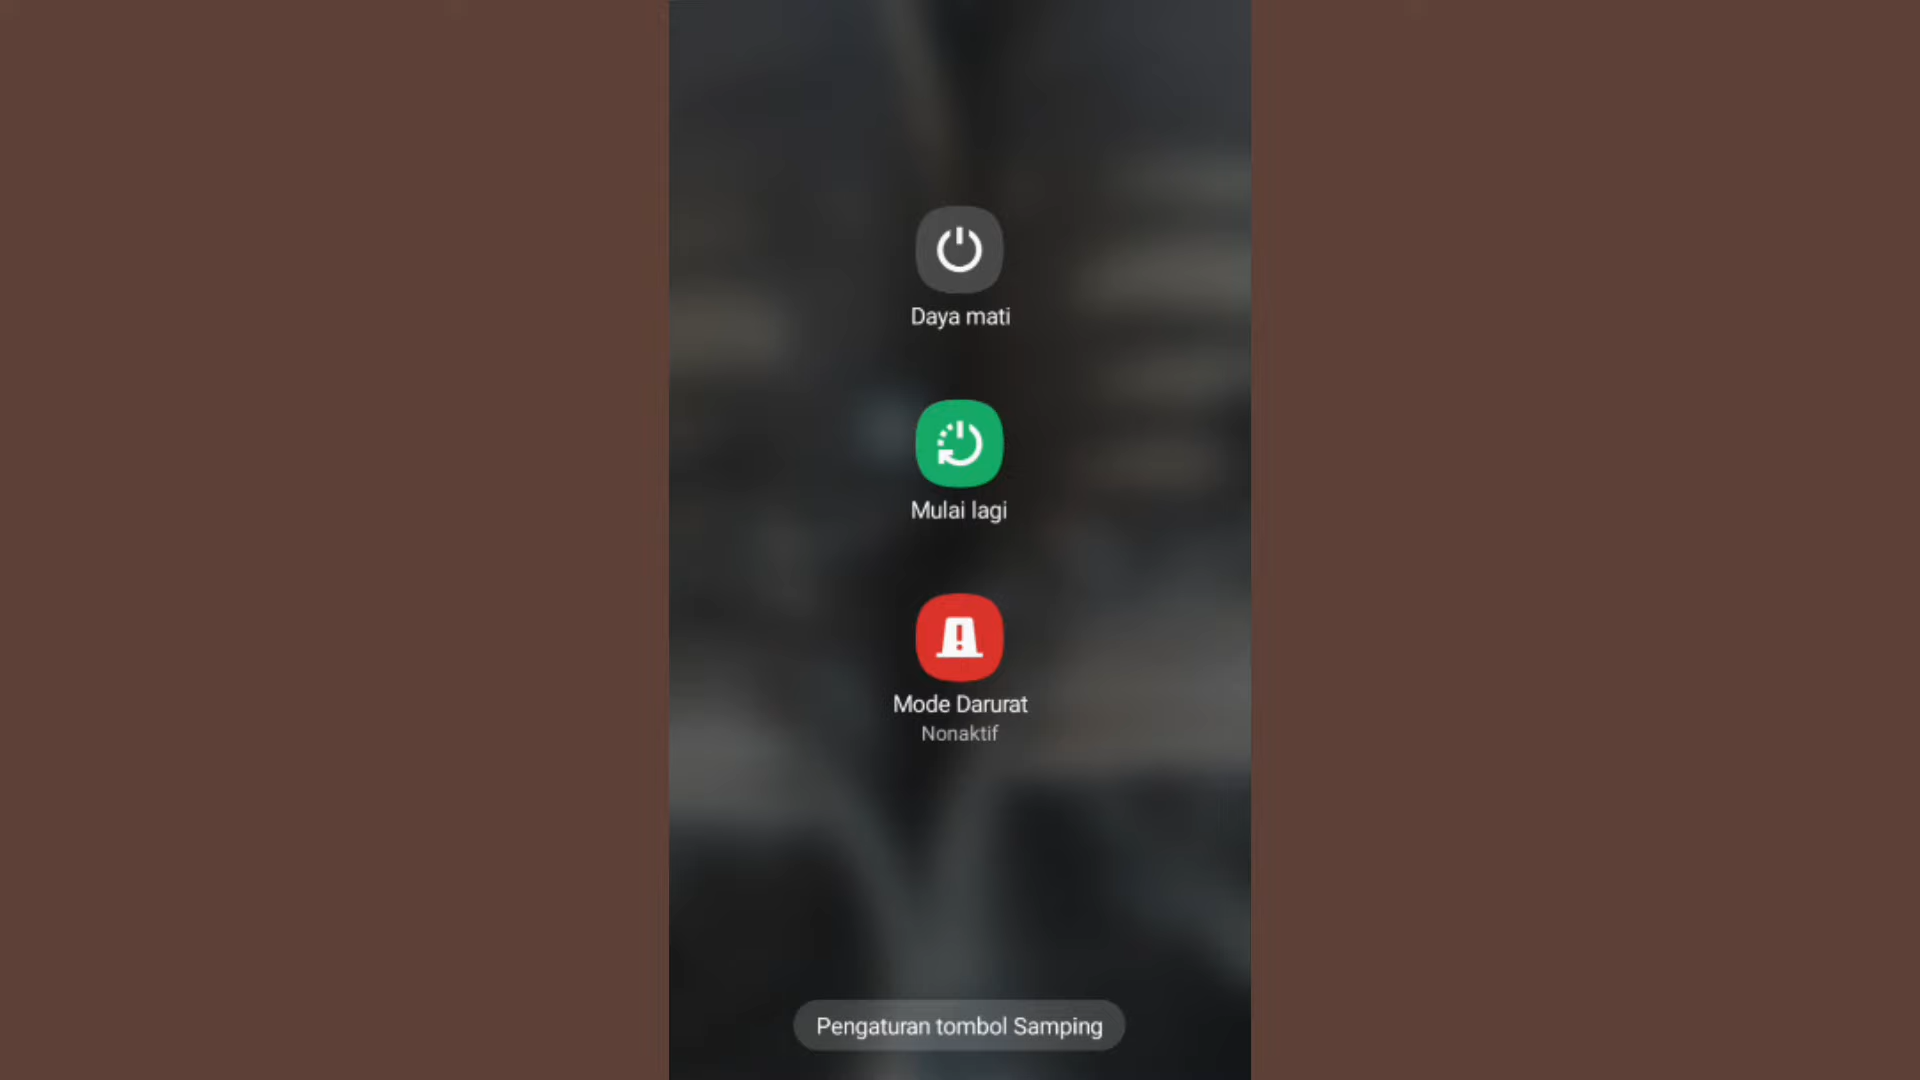 Daya mati
Mulai lagi
Mode Darurat
Nonaktif
Pengaturan tombol Samping